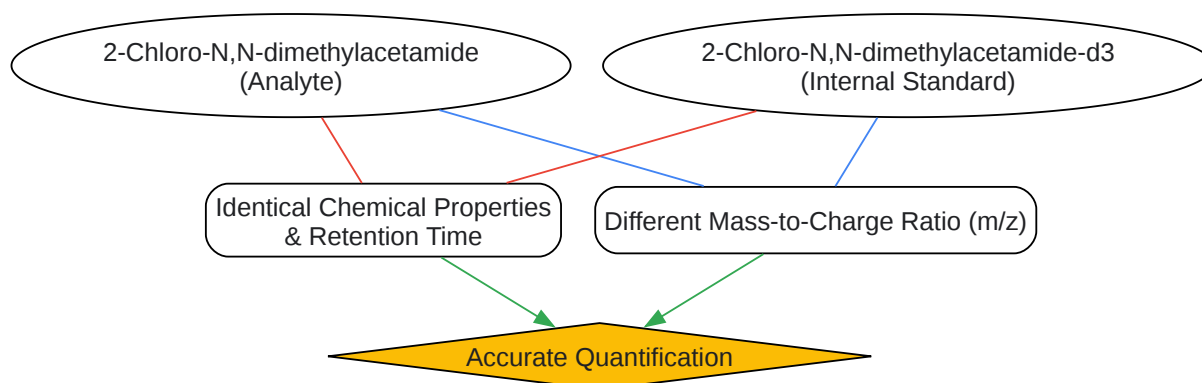 2-Chloro-N,N-dimethylacetamide
(Analyte)
2-Chloro-N,N-dimethylacetamide-d3
(Internal Standard)
Identical Chemical Properties
& Retention Time
Different Mass-to-Charge Ratio (m/z)
Accurate Quantification